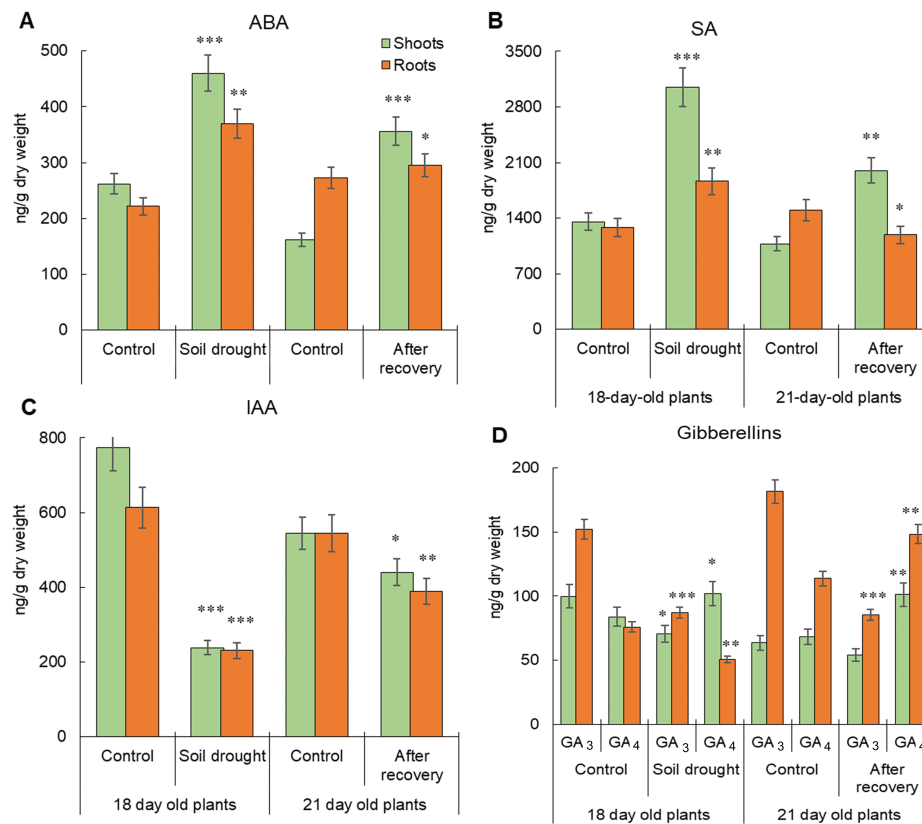 A
ABA
500
400
300
200
100
0
ng/g dry weight
Shoots
Roots
***
**
***
*
Control
Soil drought
Control
After
recovery
B
SA
3500
2800
2100
1400
700
0
ng/g dry weight
***
**
**
*
Control
Soil drought
Control
After
recovery
18-day-old plants
21-day-old plants
C
IAA
800
600
400
200
0
ng/g dry weight
***
***
*
**
Control
Soil drought
Control
After
recovery
18 day old plants
21 day old plants
D
Gibberellins
200
150
100
50
0
ng/g dry weight
*
***
*
**
***
**
**
GA3 GA4 GA3 GA4 GA3 GA4 GA3 GA4
Control
Soil drought
Control
After
recovery
18 day old plants
21 day old plants